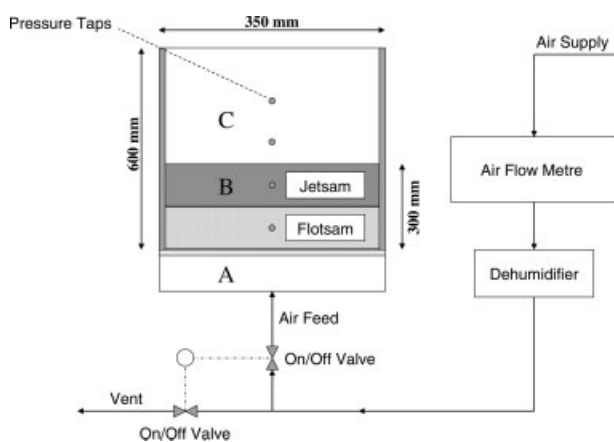 350 mm
Pressure Taps
Air Supply
600 mm
C
Air Flow Metre
B
Jetsam
300 mm
Flotsam
Dehumidifier
A
Air Feed
On/Off Valve
Vent
On/Off Valve